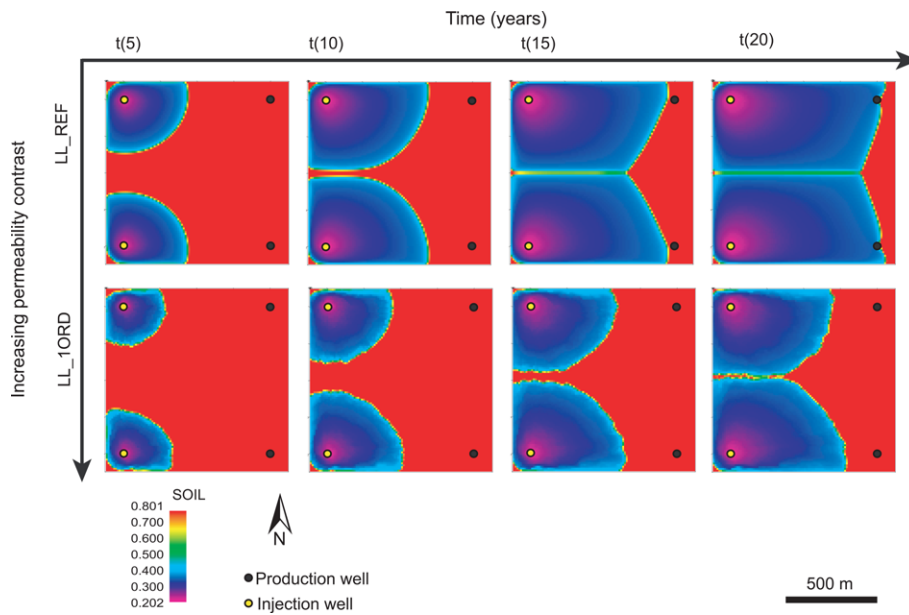 Time (years)
t(5)
t(10)
t(15)
t(20)
Increasing permeability contrast
LL_REF
LL_1ORD
SOIL
0.801
0.700
0.600
0.500
0.400
0.300
0.202
N
Production well
Injection well
500 m